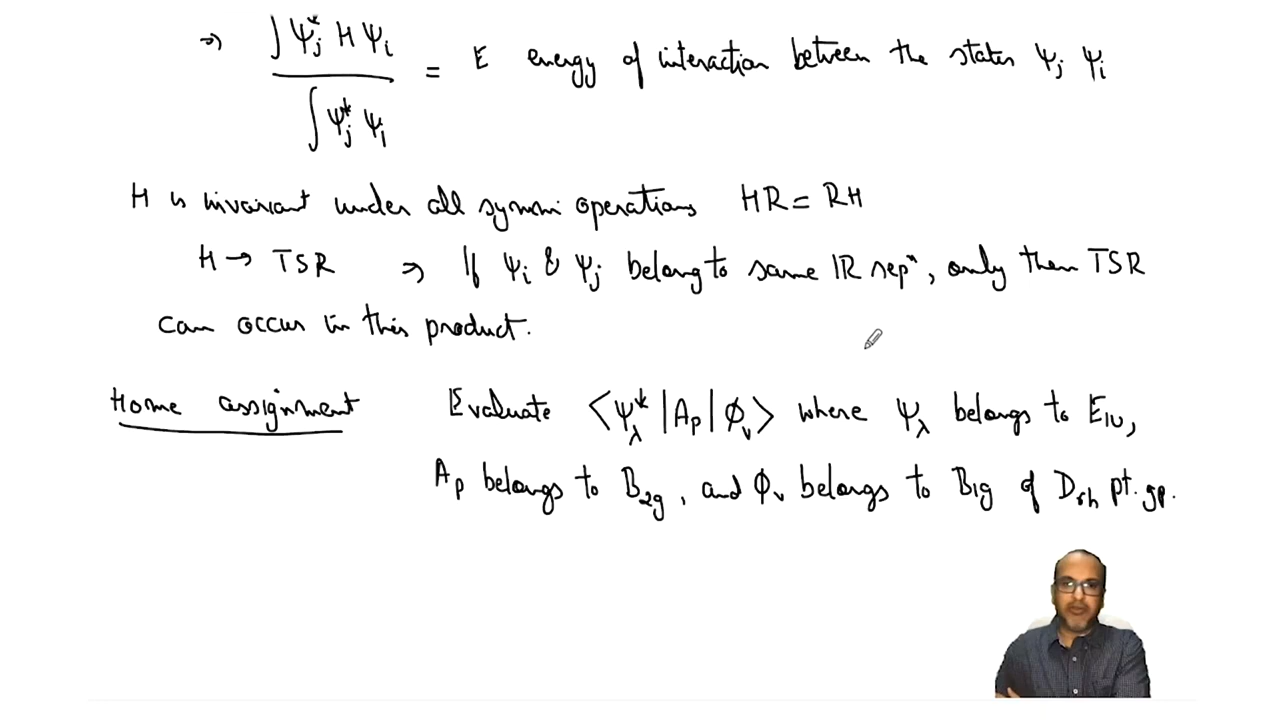 ⇒ ∫ψj* H ψi / ∫ψj* ψi = E energy of interaction between the states ψj ψi
H is invariant under all symm operations HR = RH
H → TSR ⇒ If ψi & ψj belong to same IR repⁿ, only then TSR
can occur in this product.
Home assignment Evaluate ⟨ψλ* |Ap| ϕν⟩ where ψλ belongs to E1u,
Ap belongs to B2g, and ϕν belongs to B1g of pt. gp.